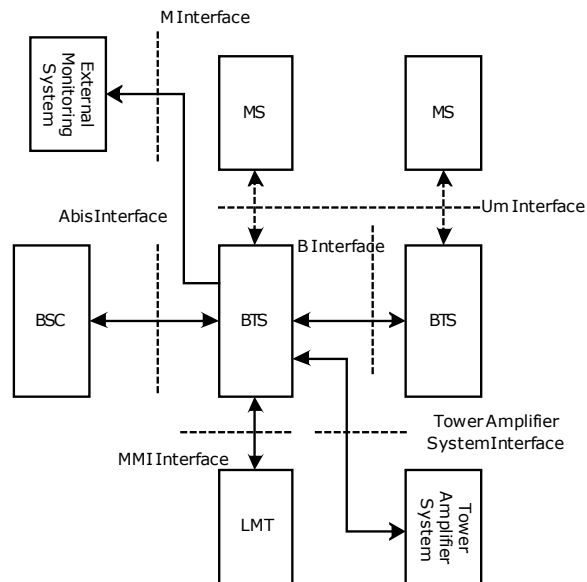 M Interface
External
Monitoring
System
MS
MS
Abis Interface
Um Interface
B Interface
BSC
BTS
BTS
Tower Amplifier
System Interface
MMI Interface
LMT
Tower
Amplifier
System